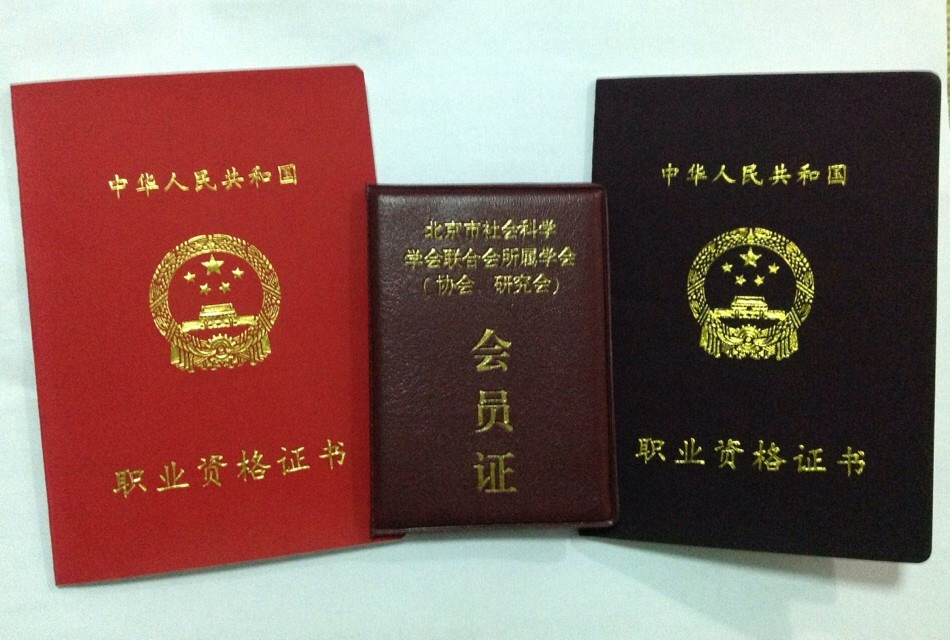 中华人民共和国
职业资格证书
北京市社会科学
学会联合会所属学会
（协会、研究会）
会
员
证
中华人民共和国
职业资格证书